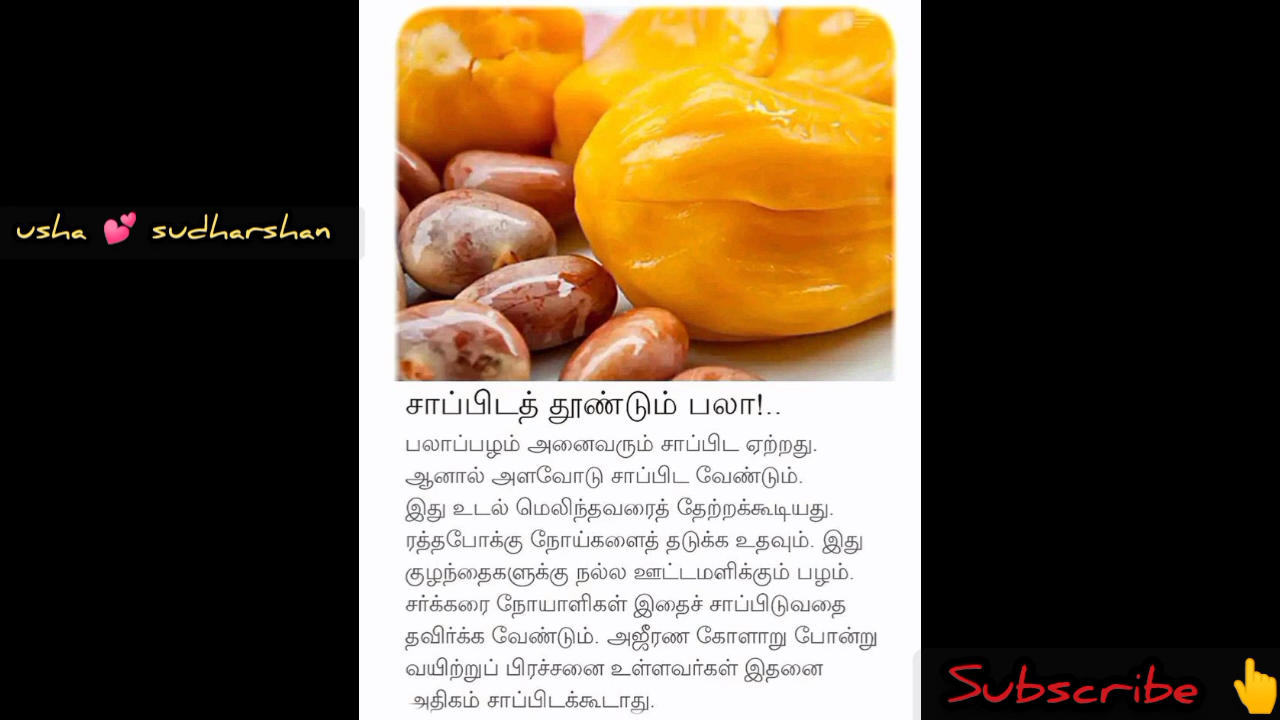 usha 💕 sudharshan
சாப்பிடத் தூண்டும் பலா!..
பலாப்பழம் அனைவரும் சாப்பிட ஏற்றது.
ஆனால் அளவோடு சாப்பிட வேண்டும்.
இது உடல் மெலிந்தவரைத் தேற்றக்கூடியது.
ரத்தபோக்கு நோய்களைத் தடுக்க உதவும். இது
குழந்தைகளுக்கு நல்ல ஊட்டமளிக்கும் பழம்.
சர்க்கரை நோயாளிகள் இதைச் சாப்பிடுவதை
தவிர்க்க வேண்டும். அஜீரண கோளாறு போன்று
வயிற்றுப் பிரச்சனை உள்ளவர்கள் இதனை
அதிகம் சாப்பிடக்கூடாது.
Subscribe 👆